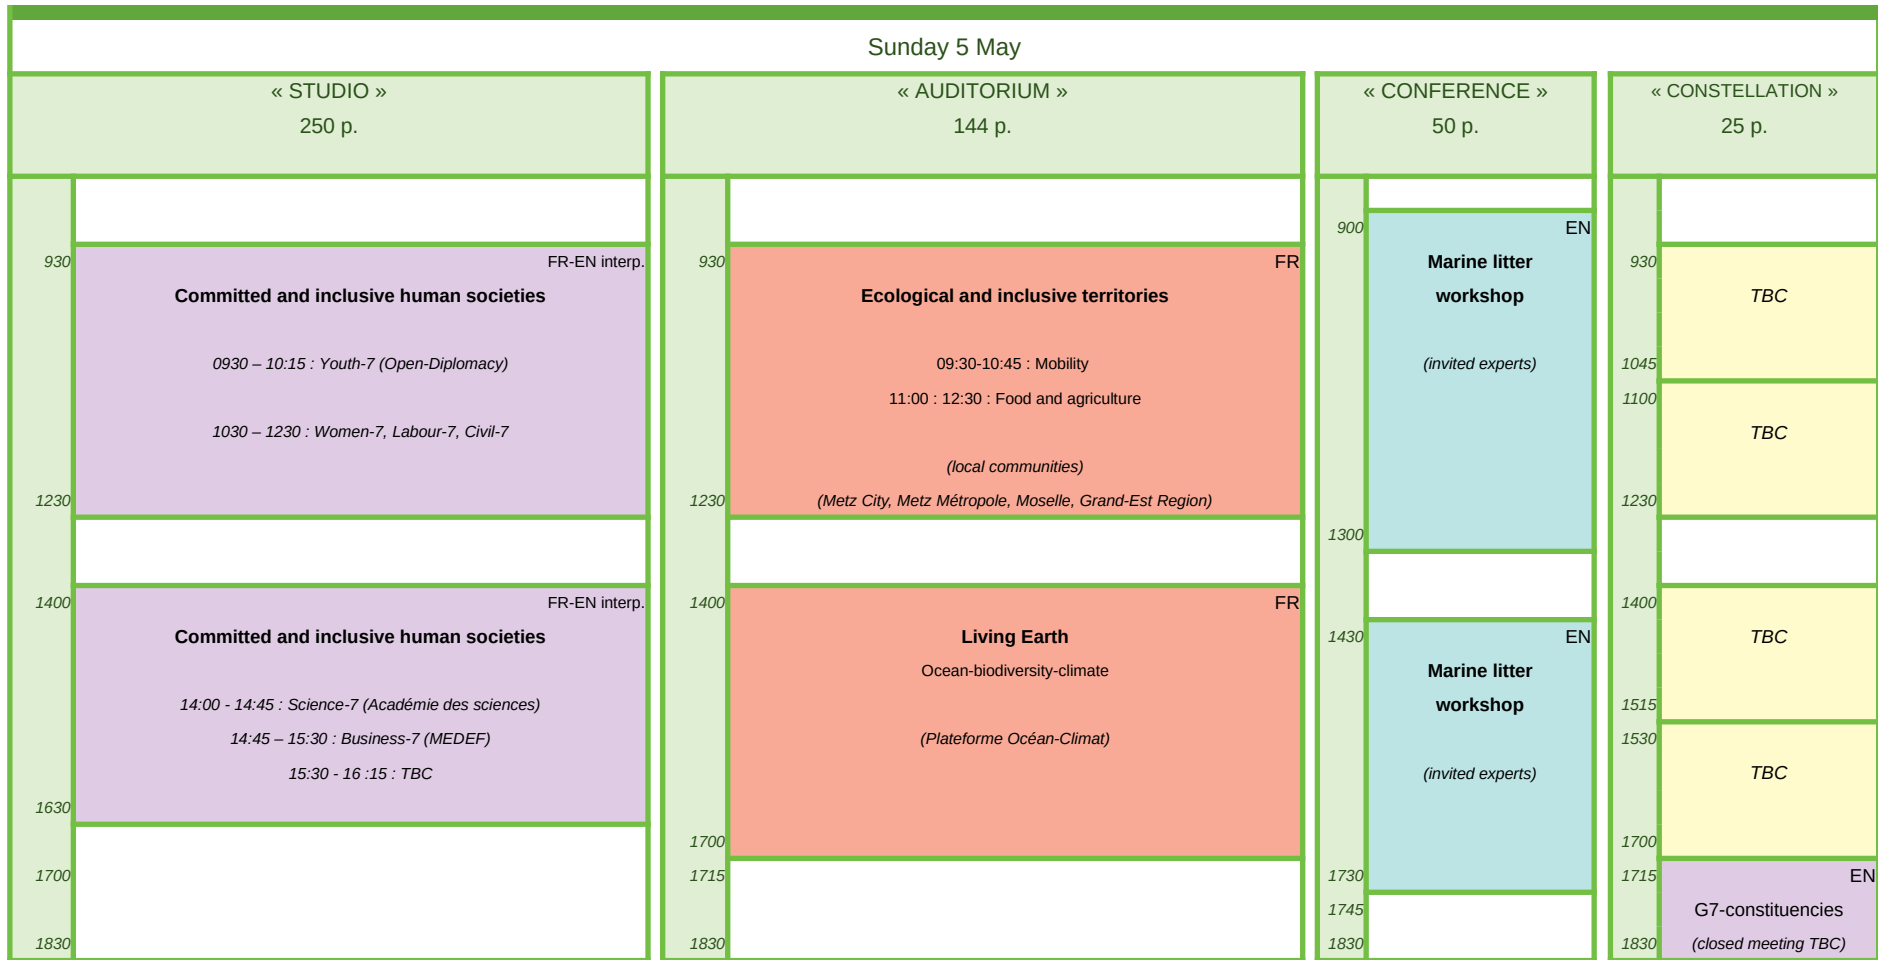 Sunday 5 May
« STUDIO »
250 p.
« AUDITORIUM »
144 p.
« CONFERENCE »
50 p.
« CONSTELLATION »
25 p.
930
FR-EN interp.
Committed and inclusive human societies
0930 – 10:15 : Youth-7 (Open-Diplomacy)
1030 – 1230 : Women-7, Labour-7, Civil-7
1230
1400
FR-EN interp.
Committed and inclusive human societies
14:00 - 14:45 : Science-7 (Académie des sciences)
14:45 – 15:30 : Business-7 (MEDEF)
15:30 - 16 :15 : TBC
1630
1700
1830
930
FR
Ecological and inclusive territories
09:30-10:45 : Mobility
11:00 : 12:30 : Food and agriculture
(local communities)
1230
(Metz City, Metz Métropole, Moselle, Grand-Est Region)
1400
FR
Living Earth
Ocean-biodiversity-climate
(Plateforme Océan-Climat)
1700
1715
1830
900
EN
Marine litter
workshop
(invited experts)
1300
1430
EN
Marine litter
workshop
(invited experts)
1730
1745
1830
930
TBC
1045
1100
TBC
1230
1400
TBC
1515
1530
TBC
1700
1715
EN
G7-constituencies
1830
(closed meeting TBC)